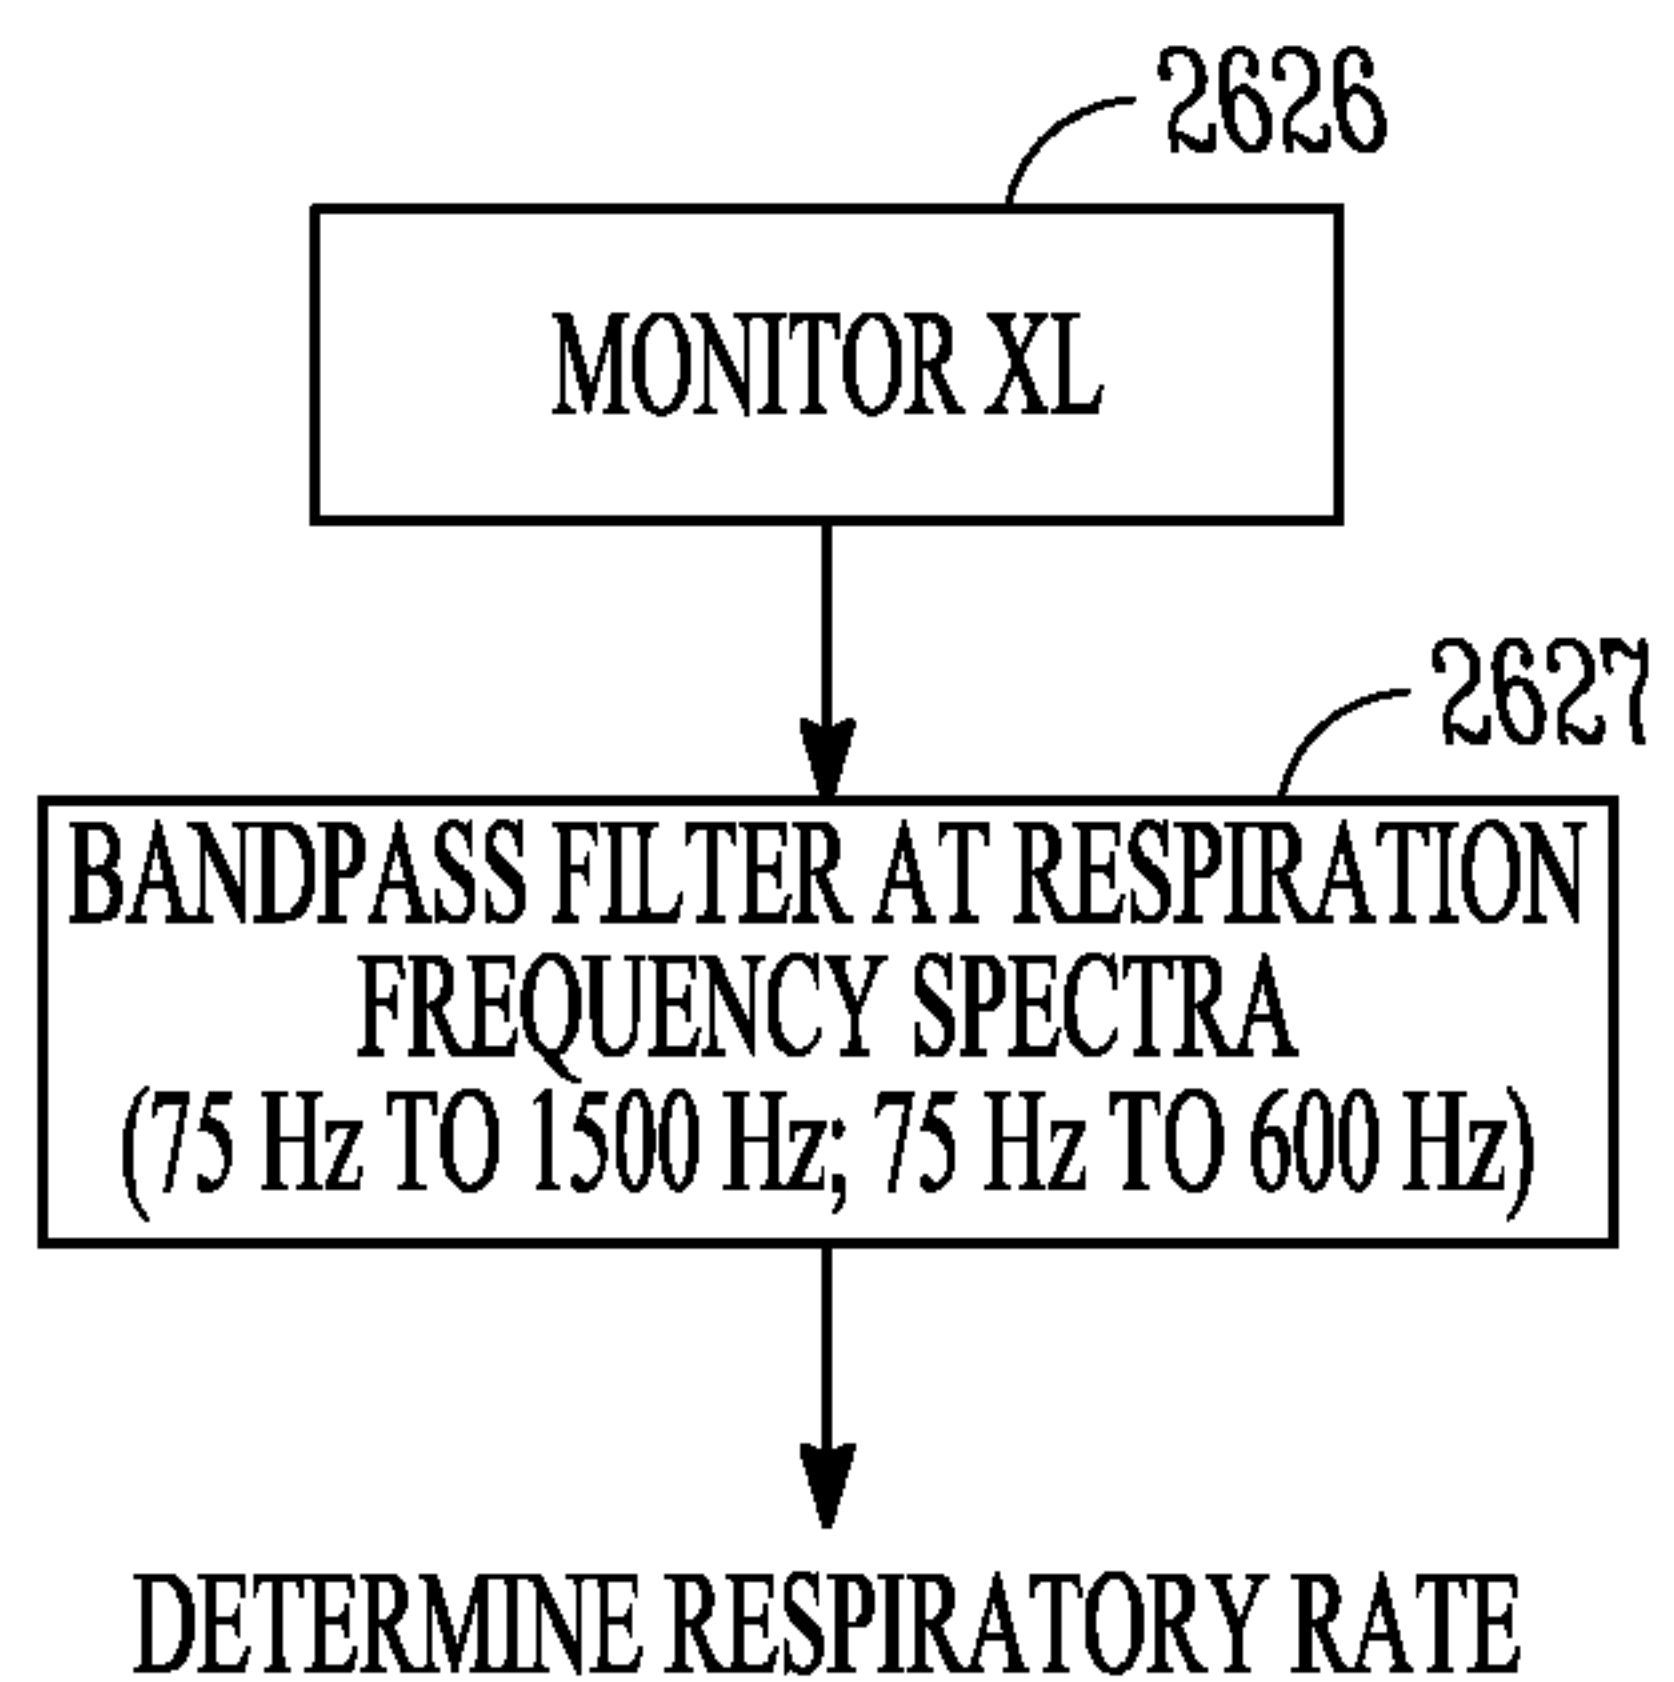 2626
MONITOR XL
2627
BANDPASS FILTER AT RESPIRATION
FREQUENCY SPECTRA
(75 Hz TO 1500 Hz; 75 Hz TO 600 Hz)
DETERMINE RESPIRATORY RATE